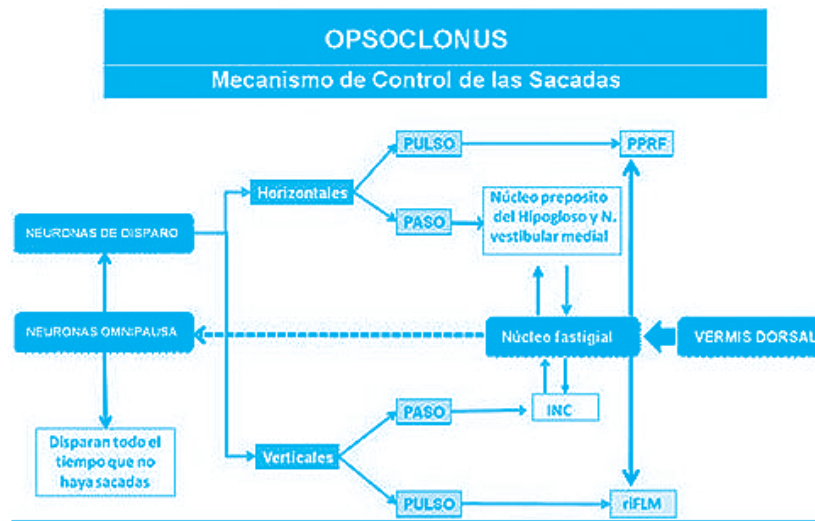 OPSOCLONUS
Mecanismo de Control de las Sacadas
PULSO
PPRF
Horizontales
PASO
Núcleo preposito
del Hipogloso y N.
vestibular medial
NEURONAS DE DISPARO
NEURONAS OMNIPAUSA
Núcleo fastigial
VERMIS DORSAL
PASO
INC
Disparan todo el
tiempo que no
haya sacadas
Verticales
PULSO
riFLM